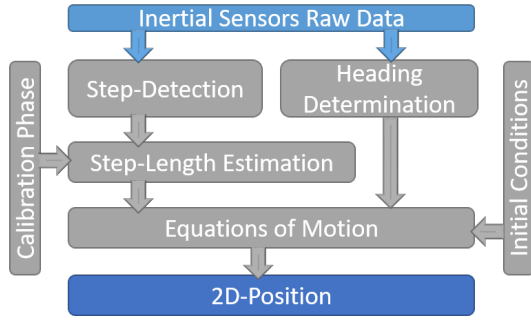 Inertial Sensors Raw Data
Step-Detection
Heading
Determination
Calibration Phase
Step-Length Estimation
Initial Conditions
Equations of Motion
2D-Position